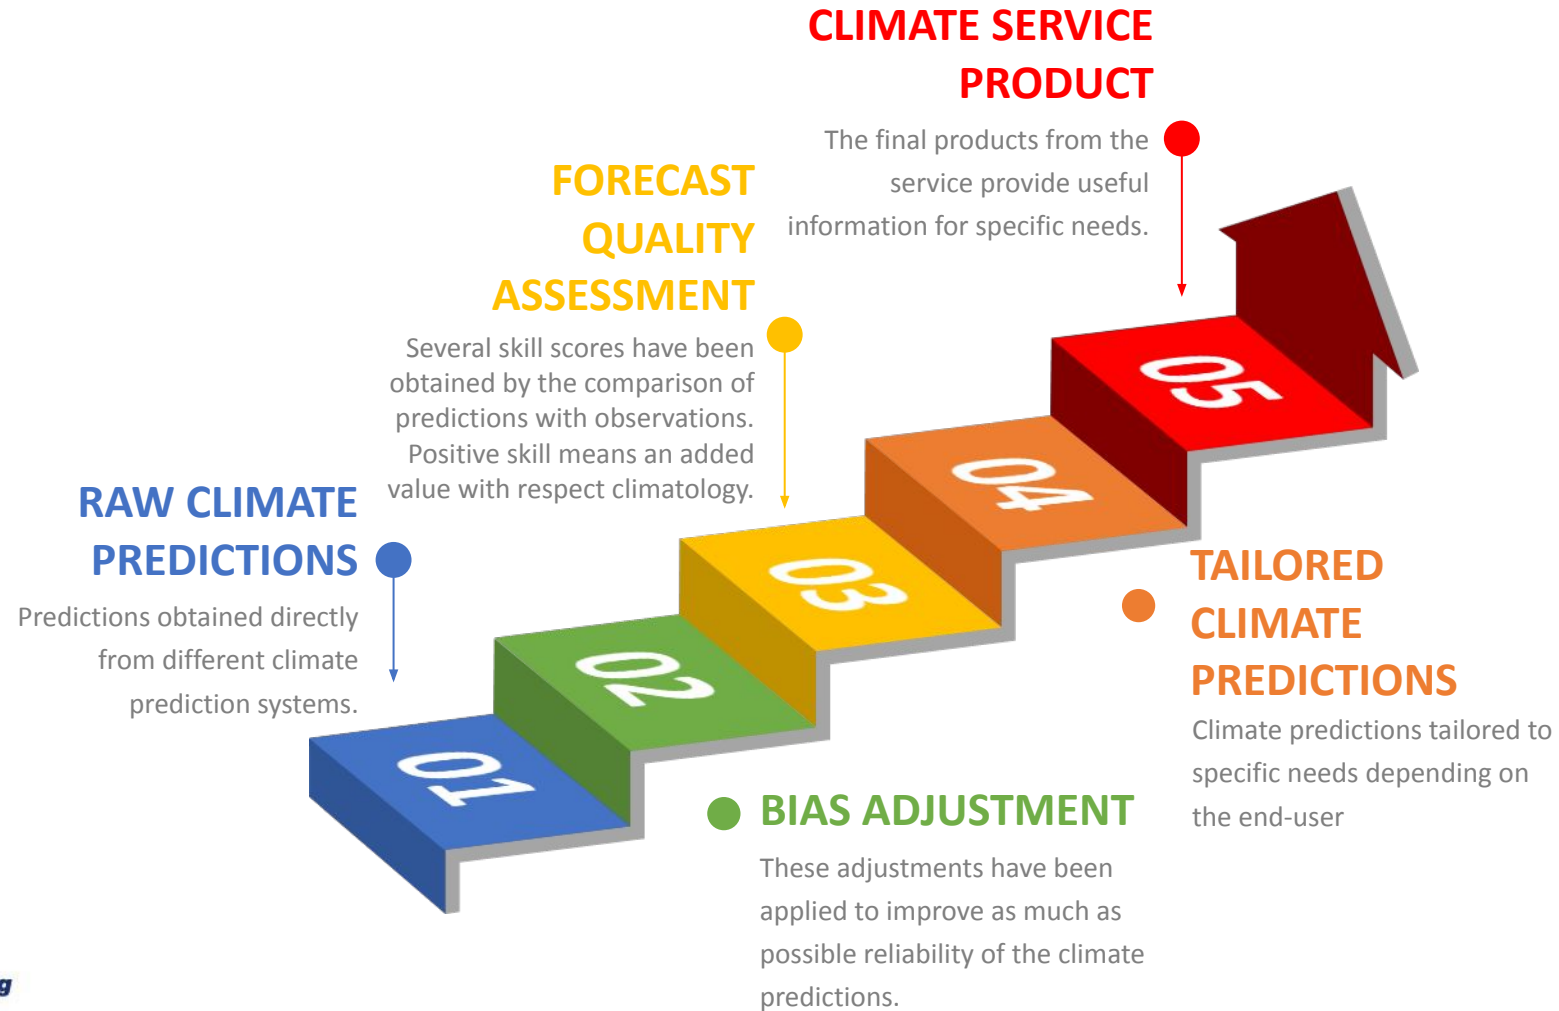 CLIMATE SERVICE
PRODUCT
The final products from the
service provide useful
information for specific needs.
FORECAST
QUALITY
ASSESSMENT
Several skill scores have been
obtained by the comparison of
predictions with observations.
Positive skill means an added
value with respect climatology.
RAW CLIMATE
PREDICTIONS
Predictions obtained directly
from different climate
prediction systems.
05
04
03
02
01
TAILORED
CLIMATE
PREDICTIONS
Climate predictions tailored to
specific needs depending on
the end-user
BIAS ADJUSTMENT
These adjustments have been
applied to improve as much as
possible reliability of the climate
predictions.
g